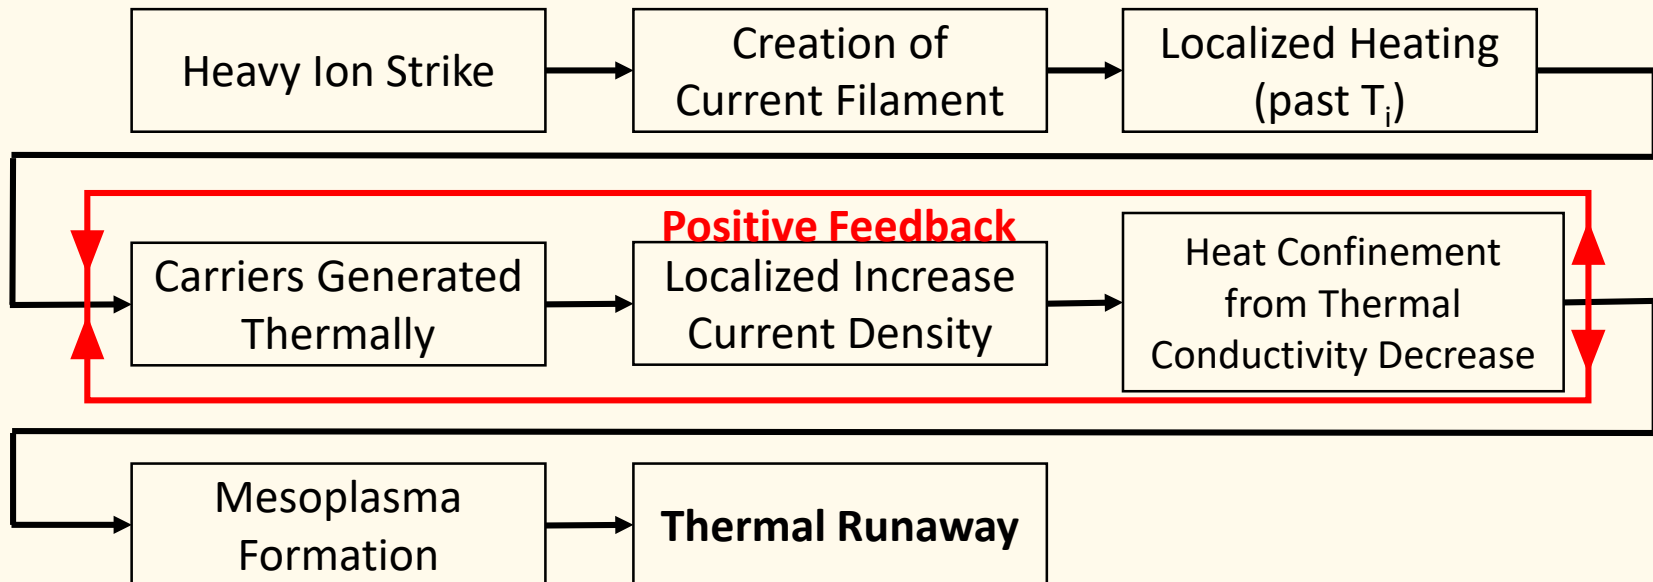 Heavy Ion Strike
Creation of
Current Filament
Localized Heating
(past Ti)
Positive Feedback
Carriers Generated
Thermally
Localized Increase
Current Density
Heat Confinement
from Thermal
Conductivity Decrease
Mesoplasma
Formation
Thermal Runaway